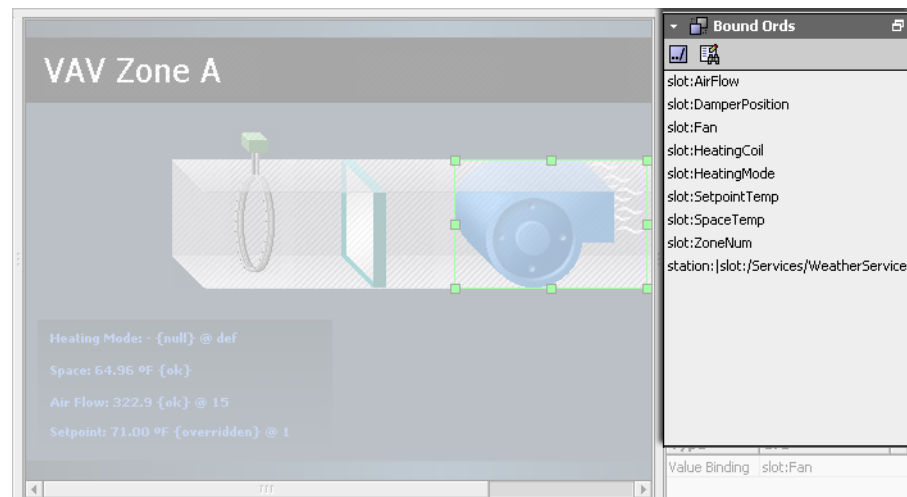 VAV Zone A
Heating Mode: - {null} @ def
Space: 64.96 ºF {ok}
Air Flow: 322.9 {ok} @ 15
Setpoint: 71.00 ºF {overridden} @ 1
Bound Ords
slot:AirFlow
slot:DamperPosition
slot:Fan
slot:HeatingCoil
slot:HeatingMode
slot:SetpointTemp
slot:SpaceTemp
slot:ZoneNum
station:|slot:/Services/WeatherService
Value Binding slot:Fan